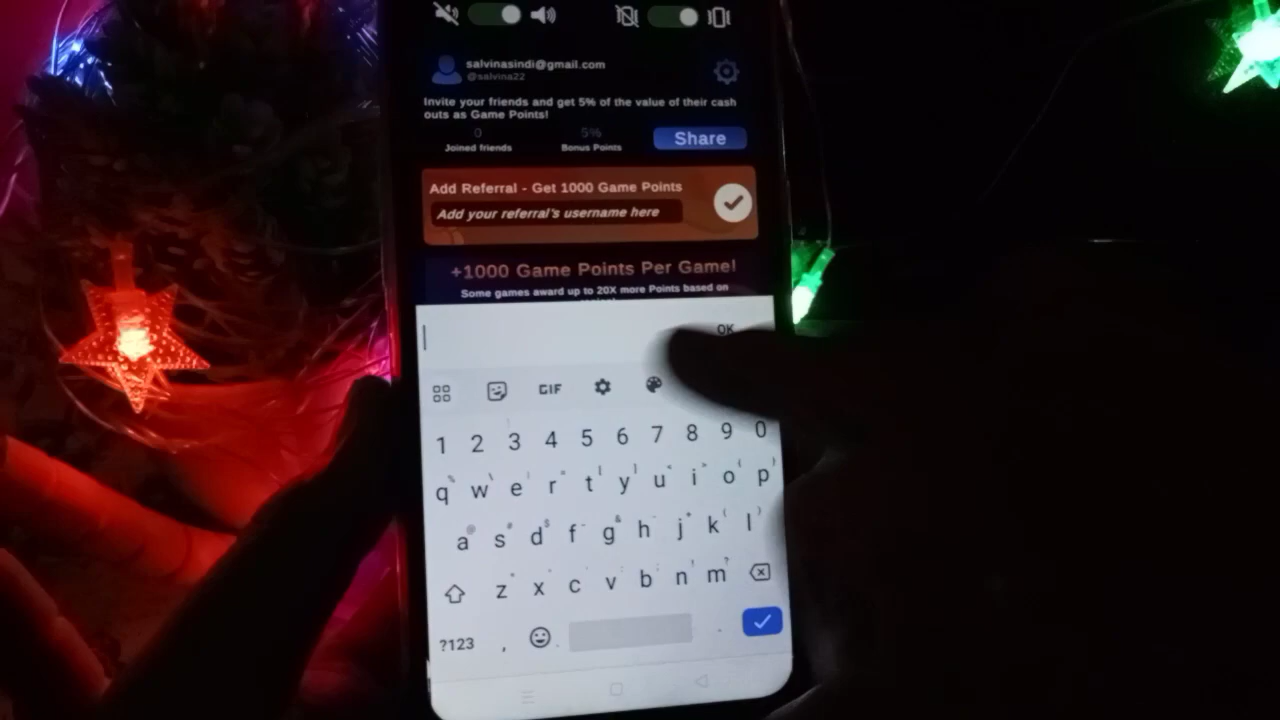 salvinasindi@gmail.com
@salvina22
Invite your friends and get 5% of the value of their cash
outs as Game Points!
0 5%
Joined friends Bonus Points Share
Add Referral - Get 1000 Game Points
Add your referral's username here
+1000 Game Points Per Game!
Some games award up to 20X more Points based on
OK
GIF
1 2 3 4 5 6 7 8 9 0
q w e r t y u i o p
a s d f g h j k l
z x c v b n m
?123 , .